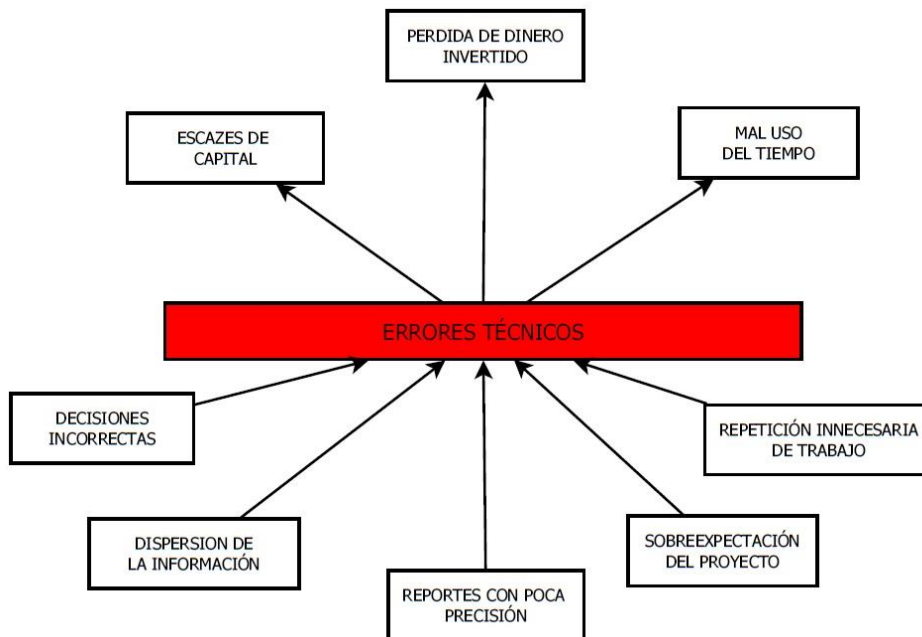 PERDIDA DE DINERO
INVERTIDO
ESCAZES DE
CAPITAL
MAL USO
DEL TIEMPO
ERRORES TÉCNICOS
DECISIONES
INCORRECTAS
REPETICIÓN INNECESARIA
DE TRABAJO
DISPERSION DE
LA INFORMACIÓN
SOBREEXPECTACIÓN
DEL PROYECTO
REPORTES CON POCA
PRECISIÓN